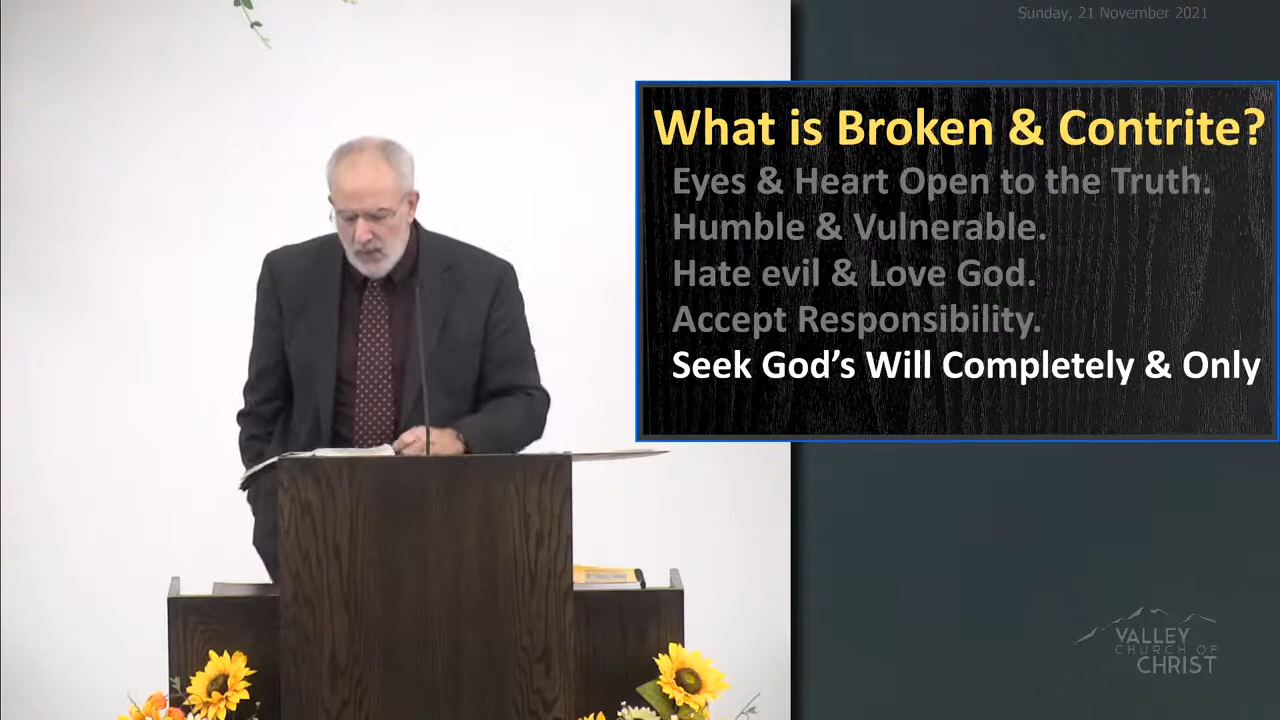 Sunday, 21 November 2021
What is Broken & Contrite?
Eyes & Heart Open to the Truth.
Humble & Vulnerable.
Hate evil & Love God.
Accept Responsibility.
Seek God’s Will Completely & Only
VALLEY
CHURCH OF
CHRIST